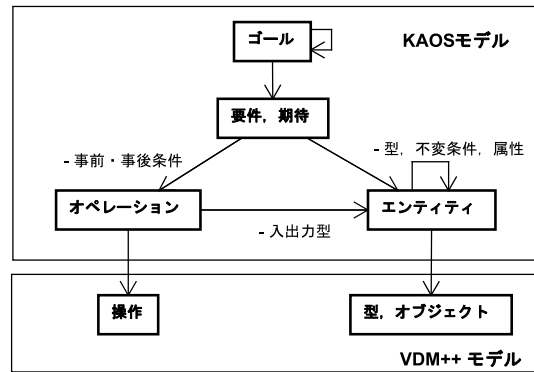 ゴール
KAOSモデル
要件，期待
- 事前・事後条件
- 型，不変条件，属性
オペレーション
エンティティ
- 入出力型
操作
型，オブジェクト
VDM++ モデル